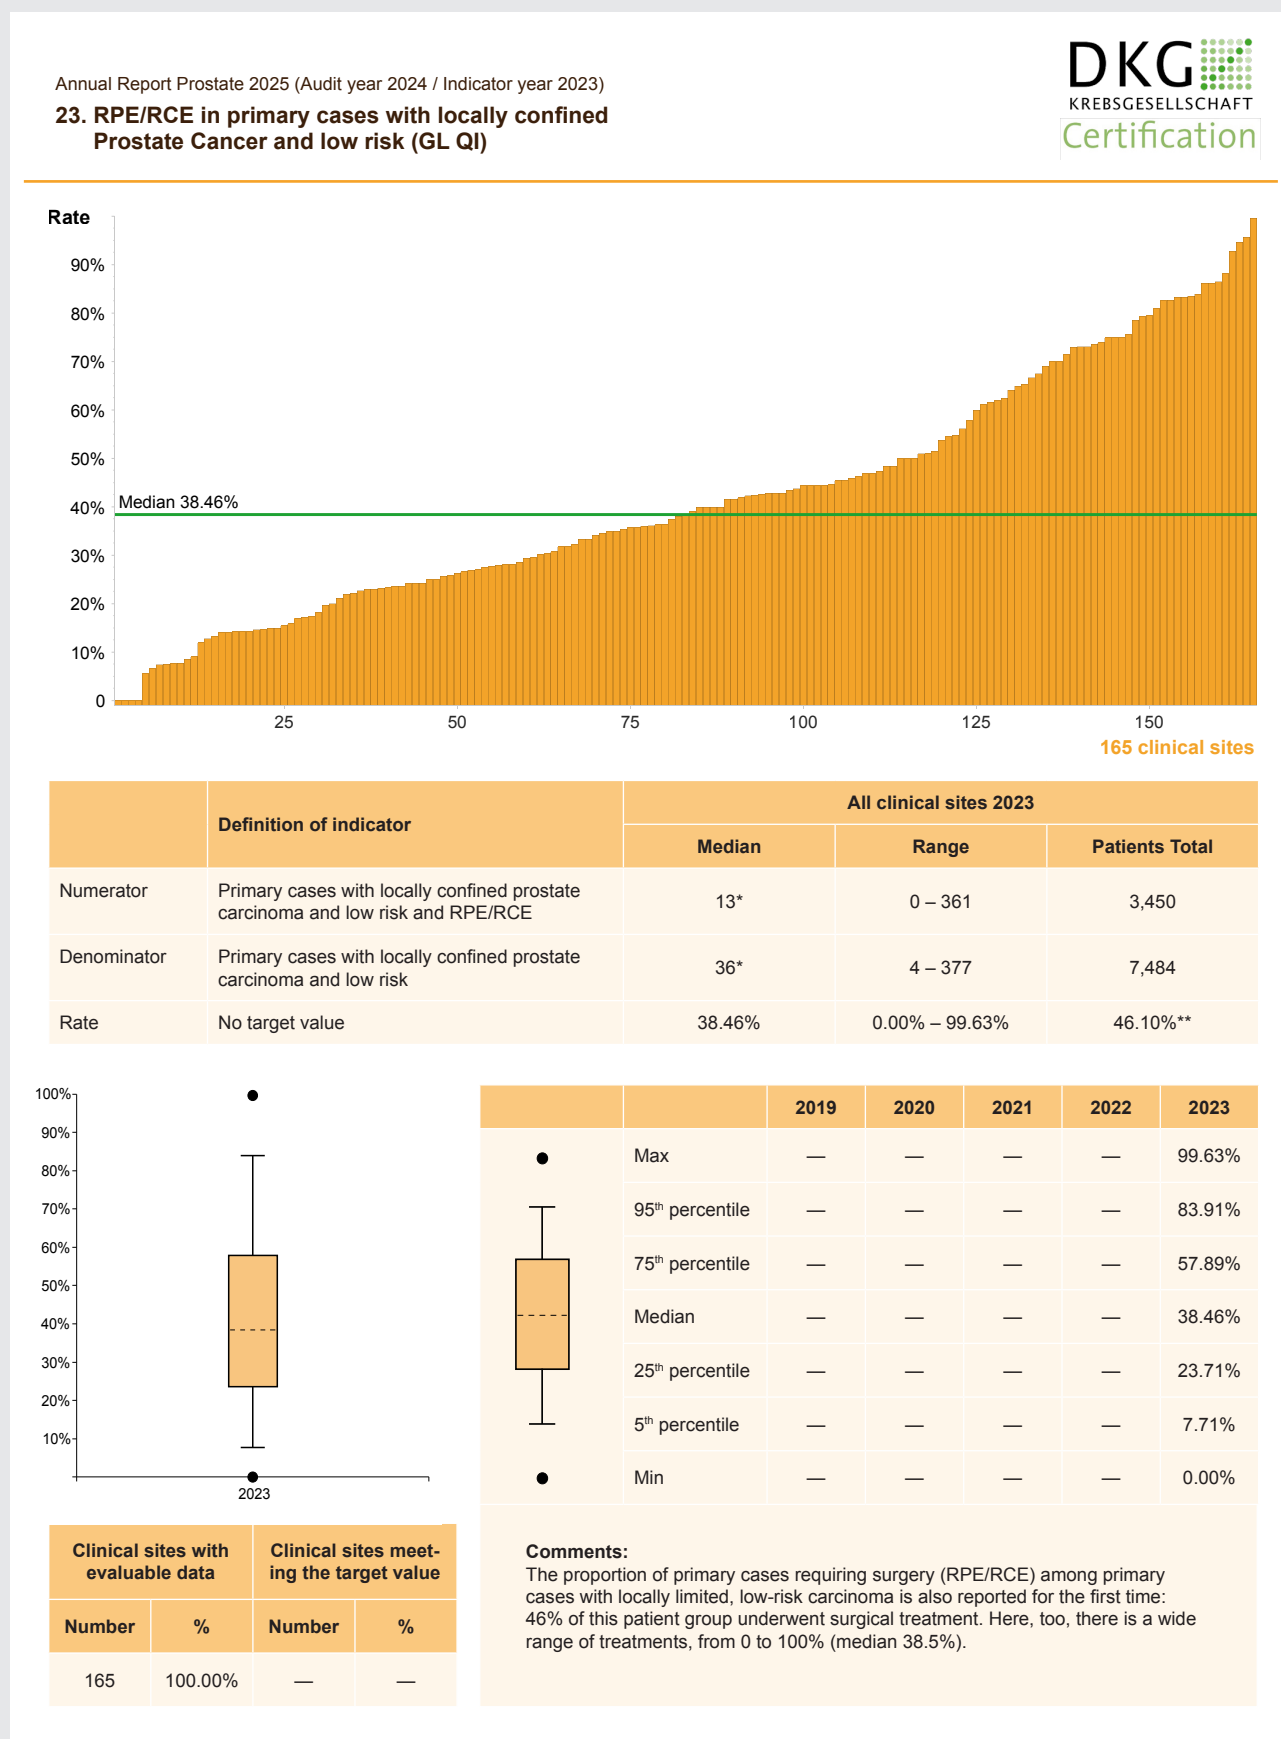 DKG
KREBSGESELLSCHAFT
Certification
Annual Report Prostate 2025 (Audit year 2024 / Indicator year 2023)
23. RPE/RCE in primary cases with locally confined
Prostate Cancer and low risk (GL QI)
Rate
90%
80%
70%
60%
50%
40%
30%
20%
10%
0
Median 38.46%
25 50 75 100 125 150
165 clinical sites
Definition of indicator
All clinical sites 2023
Median Range Patients Total
Numerator
Primary cases with locally confined prostate
carcinoma and low risk and RPE/RCE
13* 0 – 361 3,450
Denominator
Primary cases with locally confined prostate
carcinoma and low risk
36* 4 – 377 7,484
Rate No target value 38.46% 0.00% – 99.63% 46.10%**
100%
90%
80%
70%
60%
50%
40%
30%
20%
10%
2023
2019 2020 2021 2022 2023
Max — — — — 99.63%
95th percentile — — — — 83.91%
75th percentile — — — — 57.89%
Median — — — — 38.46%
25th percentile — — — — 23.71%
5th percentile — — — — 7.71%
Min — — — — 0.00%
Clinical sites with
evaluable data
Clinical sites meet-
ing the target value
Number % Number %
165 100.00% — —
Comments:
The proportion of primary cases requiring surgery (RPE/RCE) among primary
cases with locally limited, low-risk carcinoma is also reported for the first time:
46% of this patient group underwent surgical treatment. Here, too, there is a wide
range of treatments, from 0 to 100% (median 38.5%).